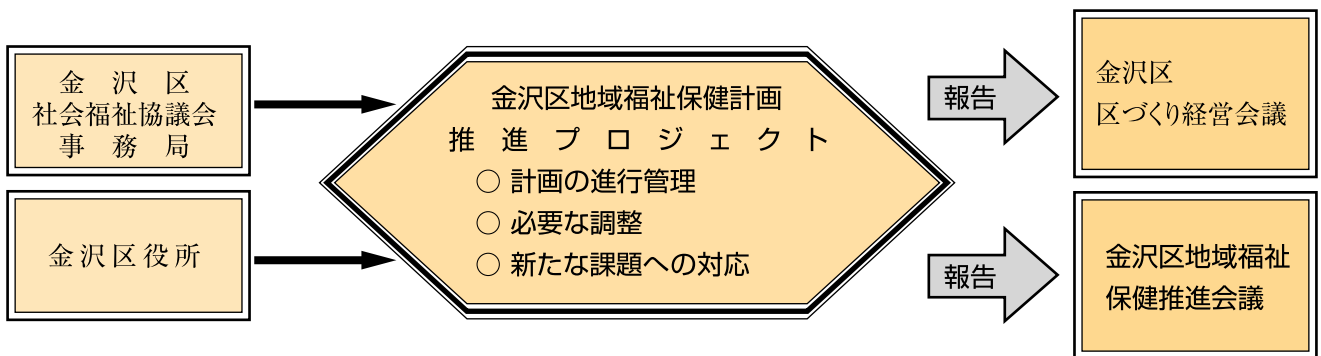 金沢区
社会福祉協議会
事務局
金沢区役所
金沢区地域福祉保健計画
推進プロジェクト
○ 計画の進行管理
○ 必要な調整
○ 新たな課題への対応
報告
報告
金沢区
区づくり経営会議
金沢区地域福祉
保健推進会議